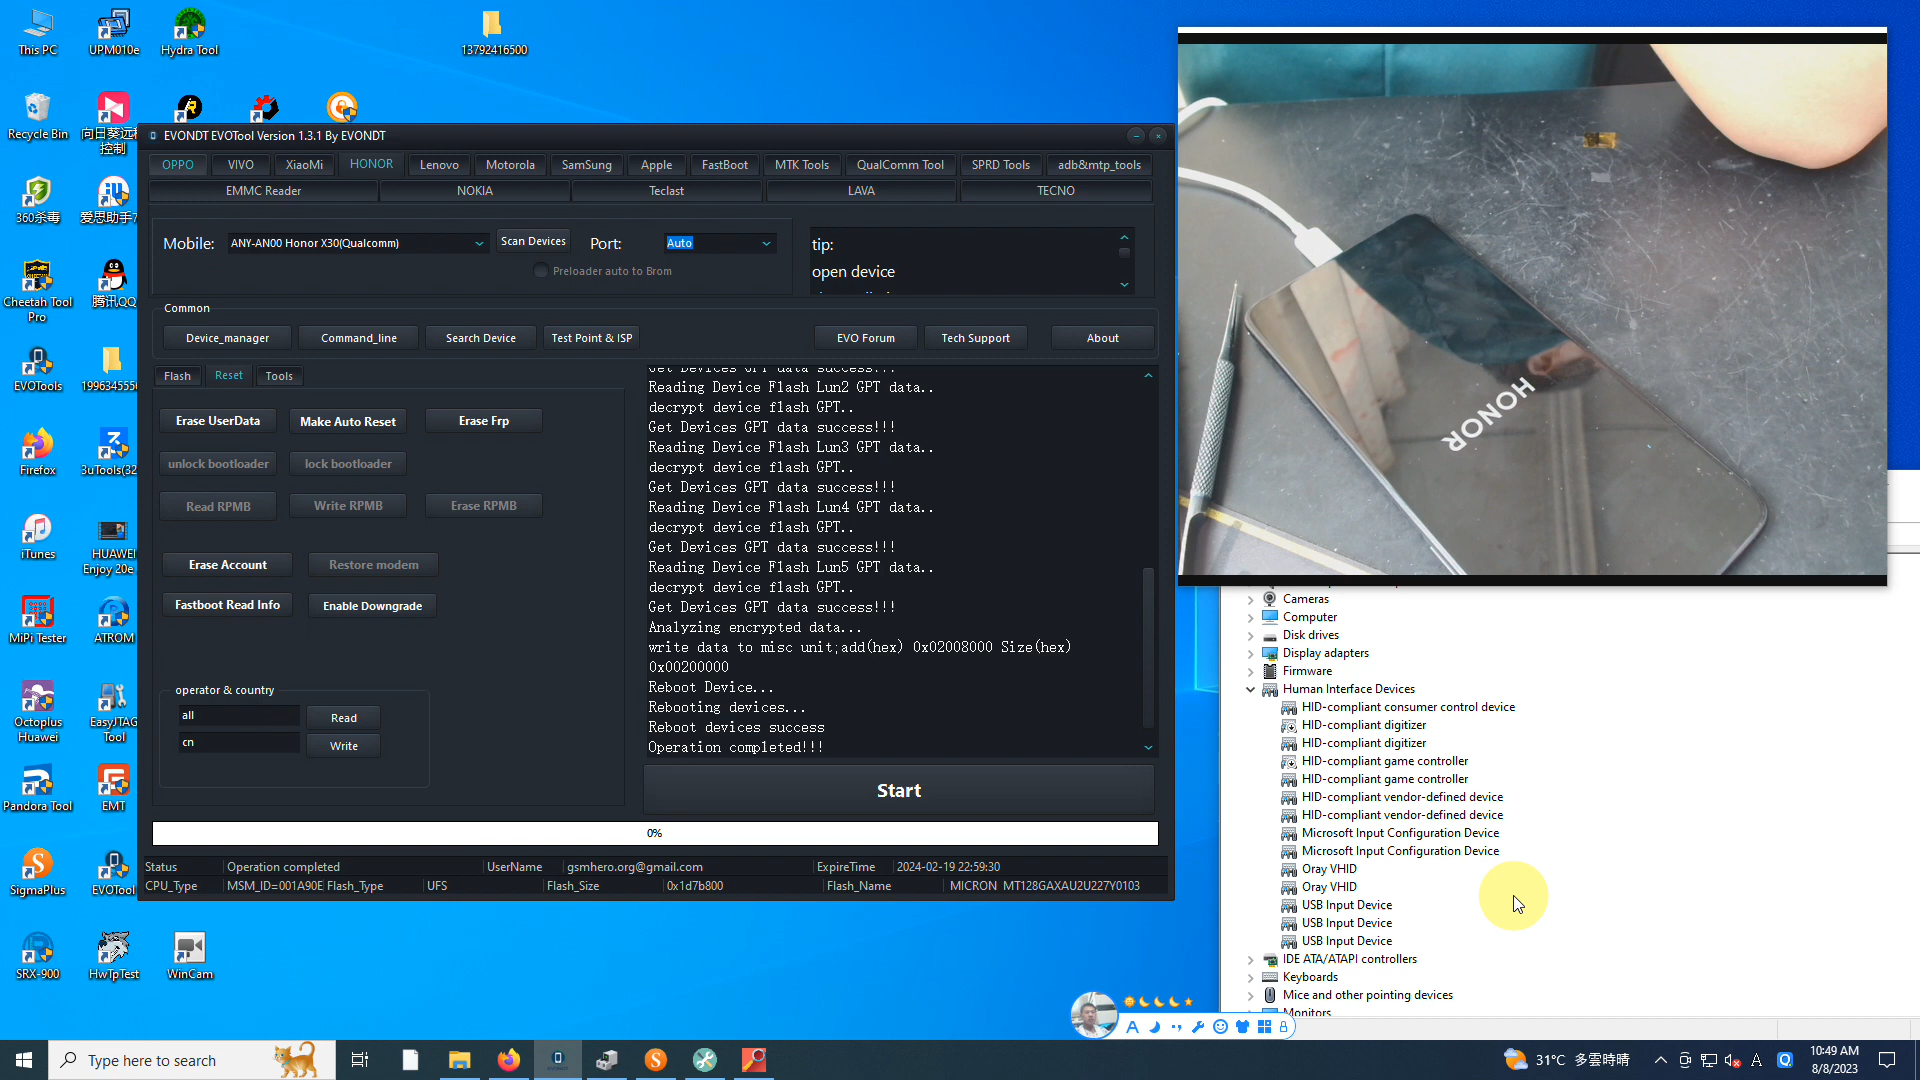 This PC
UPM010e
Hydra Tool
13792416500
Recycle Bin
向日葵远程
控制
360杀毒
爱思助手7
Cheetah Tool
Pro
腾讯QQ
EVOTools
1996345556
Firefox
3uTools(32
iTunes
HUAWEI
Enjoy 20e
MiPi Tester
ATROM
Octoplus
Huawei
EasyJTAG
Tool
Pandora Tool
EMT
SigmaPlus
EVOTool
SRX-900
HwTpTest
WinCam
EVONDT EVOTool Version 1.3.1 By EVONDT
OPPO
VIVO
XiaoMi
HONOR
Lenovo
Motorola
SamSung
Apple
FastBoot
MTK Tools
QualComm Tool
SPRD Tools
adb&mtp_tools
EMMC Reader
NOKIA
Teclast
LAVA
TECNO
Mobile:
ANY-AN00 Honor X30(Qualcomm)
Scan Devices
Port:
Auto
Preloader auto to Brom
tip:
open device
Common
Device_manager
Command_line
Search Device
Test Point & ISP
EVO Forum
Tech Support
About
Flash
Reset
Tools
Erase UserData
Make Auto Reset
Erase Frp
unlock bootloader
lock bootloader
Read RPMB
Write RPMB
Erase RPMB
Erase Account
Restore modem
Fastboot Read Info
Enable Downgrade
operator & country
all
Read
cn
Write
Get Devices GPT data success!!!
Reading Device Flash Lun2 GPT data..
decrypt device flash GPT..
Get Devices GPT data success!!!
Reading Device Flash Lun3 GPT data..
decrypt device flash GPT..
Get Devices GPT data success!!!
Reading Device Flash Lun4 GPT data..
decrypt device flash GPT..
Get Devices GPT data success!!!
Reading Device Flash Lun5 GPT data..
decrypt device flash GPT..
Get Devices GPT data success!!!
Analyzing encrypted data...
write data to misc unit;add(hex) 0x02008000 Size(hex)
0x00200000
Reboot Device...
Rebooting devices...
Reboot devices success
Operation completed!!!
Start
0%
Status
Operation completed
UserName
gsmhero.org@gmail.com
ExpireTime
2024-02-19 22:59:30
CPU_Type
MSM_ID=001A90E
Flash_Type
UFS
Flash_Size
0x1d7b800
Flash_Name
MICRON MT128GAXAU2U227Y0103
HONOR
Cameras
Computer
Disk drives
Display adapters
Firmware
Human Interface Devices
HID-compliant consumer control device
HID-compliant digitizer
HID-compliant digitizer
HID-compliant game controller
HID-compliant game controller
HID-compliant vendor-defined device
HID-compliant vendor-defined device
Microsoft Input Configuration Device
Microsoft Input Configuration Device
Oray VHID
Oray VHID
USB Input Device
USB Input Device
USB Input Device
IDE ATA/ATAPI controllers
Keyboards
Mice and other pointing devices
Monitors
Type here to search
31°C 多雲時晴
A
10:49 AM
8/8/2023